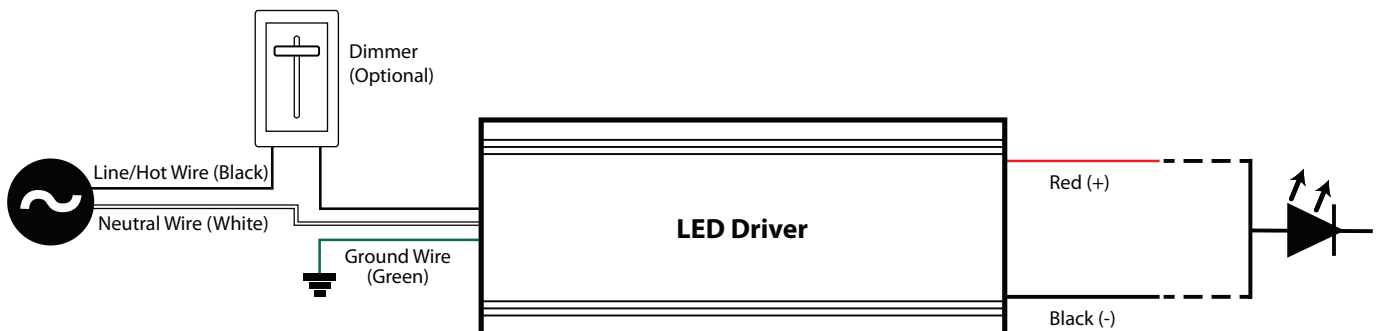 Dimmer
(Optional)
Line/Hot Wire (Black)
Neutral Wire (White)
Ground Wire
(Green)
LED Driver
Red (+)
Black (-)